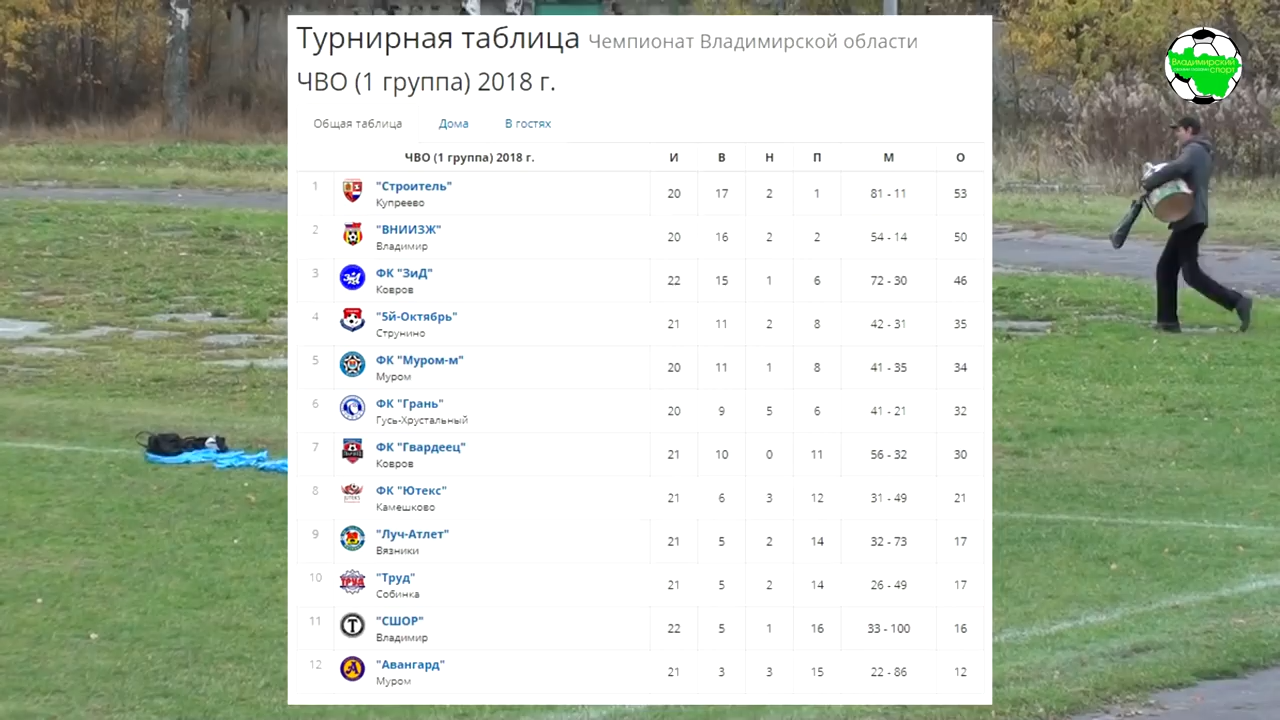 Турнирная таблица Чемпионат Владимирской области
ЧВО (1 группа) 2018 г.
Владимирский
спорт
Общая таблица Дома В гостях
ЧВО (1 группа) 2018 г. И В Н П М О
1 "Строитель" 20 17 2 1 81 - 11 53
Купреево
2 "ВНИИЗЖ" 20 16 2 2 54 - 14 50
Владимир
3 ФК "ЗиД" 22 15 1 6 72 - 30 46
Ковров
4 "5й-Октябрь" 21 11 2 8 42 - 31 35
Струнино
5 ФК "Муром-м" 20 11 1 8 41 - 35 34
Муром
6 ФК "Грань" 20 9 5 6 41 - 21 32
Гусь-Хрустальный
7 ФК "Гвардеец" 21 10 0 11 56 - 32 30
Ковров
8 ФК "Ютекс" 21 6 3 12 31 - 49 21
Камешково
9 "Луч-Атлет" 21 5 2 14 32 - 73 17
Вязники
10 ТРУД "Труд" 21 5 2 14 26 - 49 17
Собинка
11 Т "СШОР" 22 5 1 16 33 - 100 16
Владимир
12 А "Авангард" 21 3 3 15 22 - 86 12
Муром